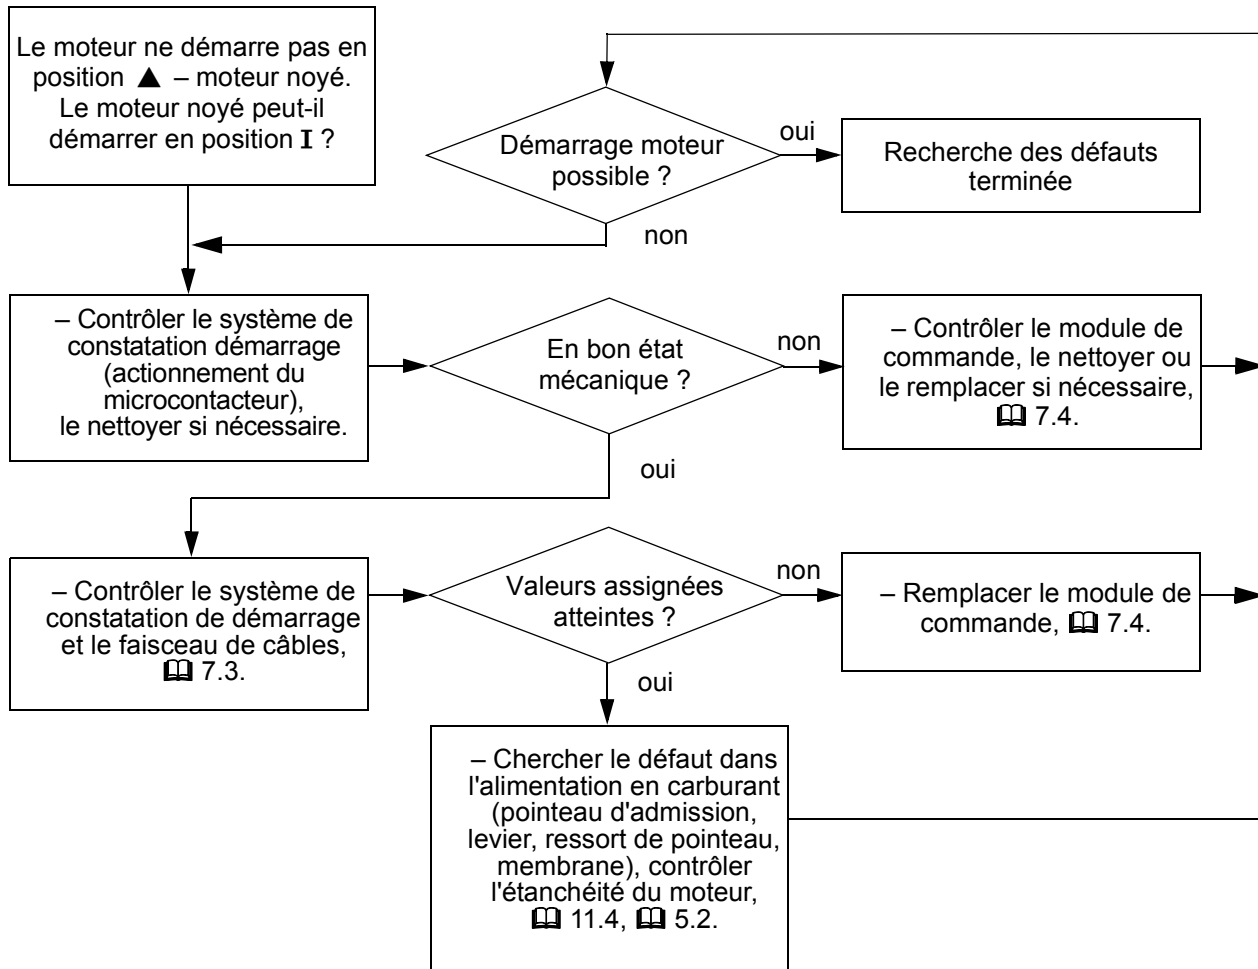 Le moteur ne démarre pas en
position ▲ – moteur noyé.
Le moteur noyé peut-il
démarrer en position I ?
Démarrage moteur
possible ?
oui
Recherche des défauts
terminée
non
– Contrôler le système de
constatation démarrage
(actionnement du
microcontacteur),
le nettoyer si nécessaire.
En bon état
mécanique ?
non
– Contrôler le module de
commande, le nettoyer ou
le remplacer si nécessaire,
🕮 7.4.
oui
– Contrôler le système de
constatation de démarrage
et le faisceau de câbles,
🕮 7.3.
Valeurs assignées
atteintes ?
non
– Remplacer le module de
commande, 🕮 7.4.
oui
– Chercher le défaut dans
l'alimentation en carburant
(pointeau d'admission,
levier, ressort de pointeau,
membrane), contrôler
l'étanchéité du moteur,
🕮 11.4, 🕮 5.2.